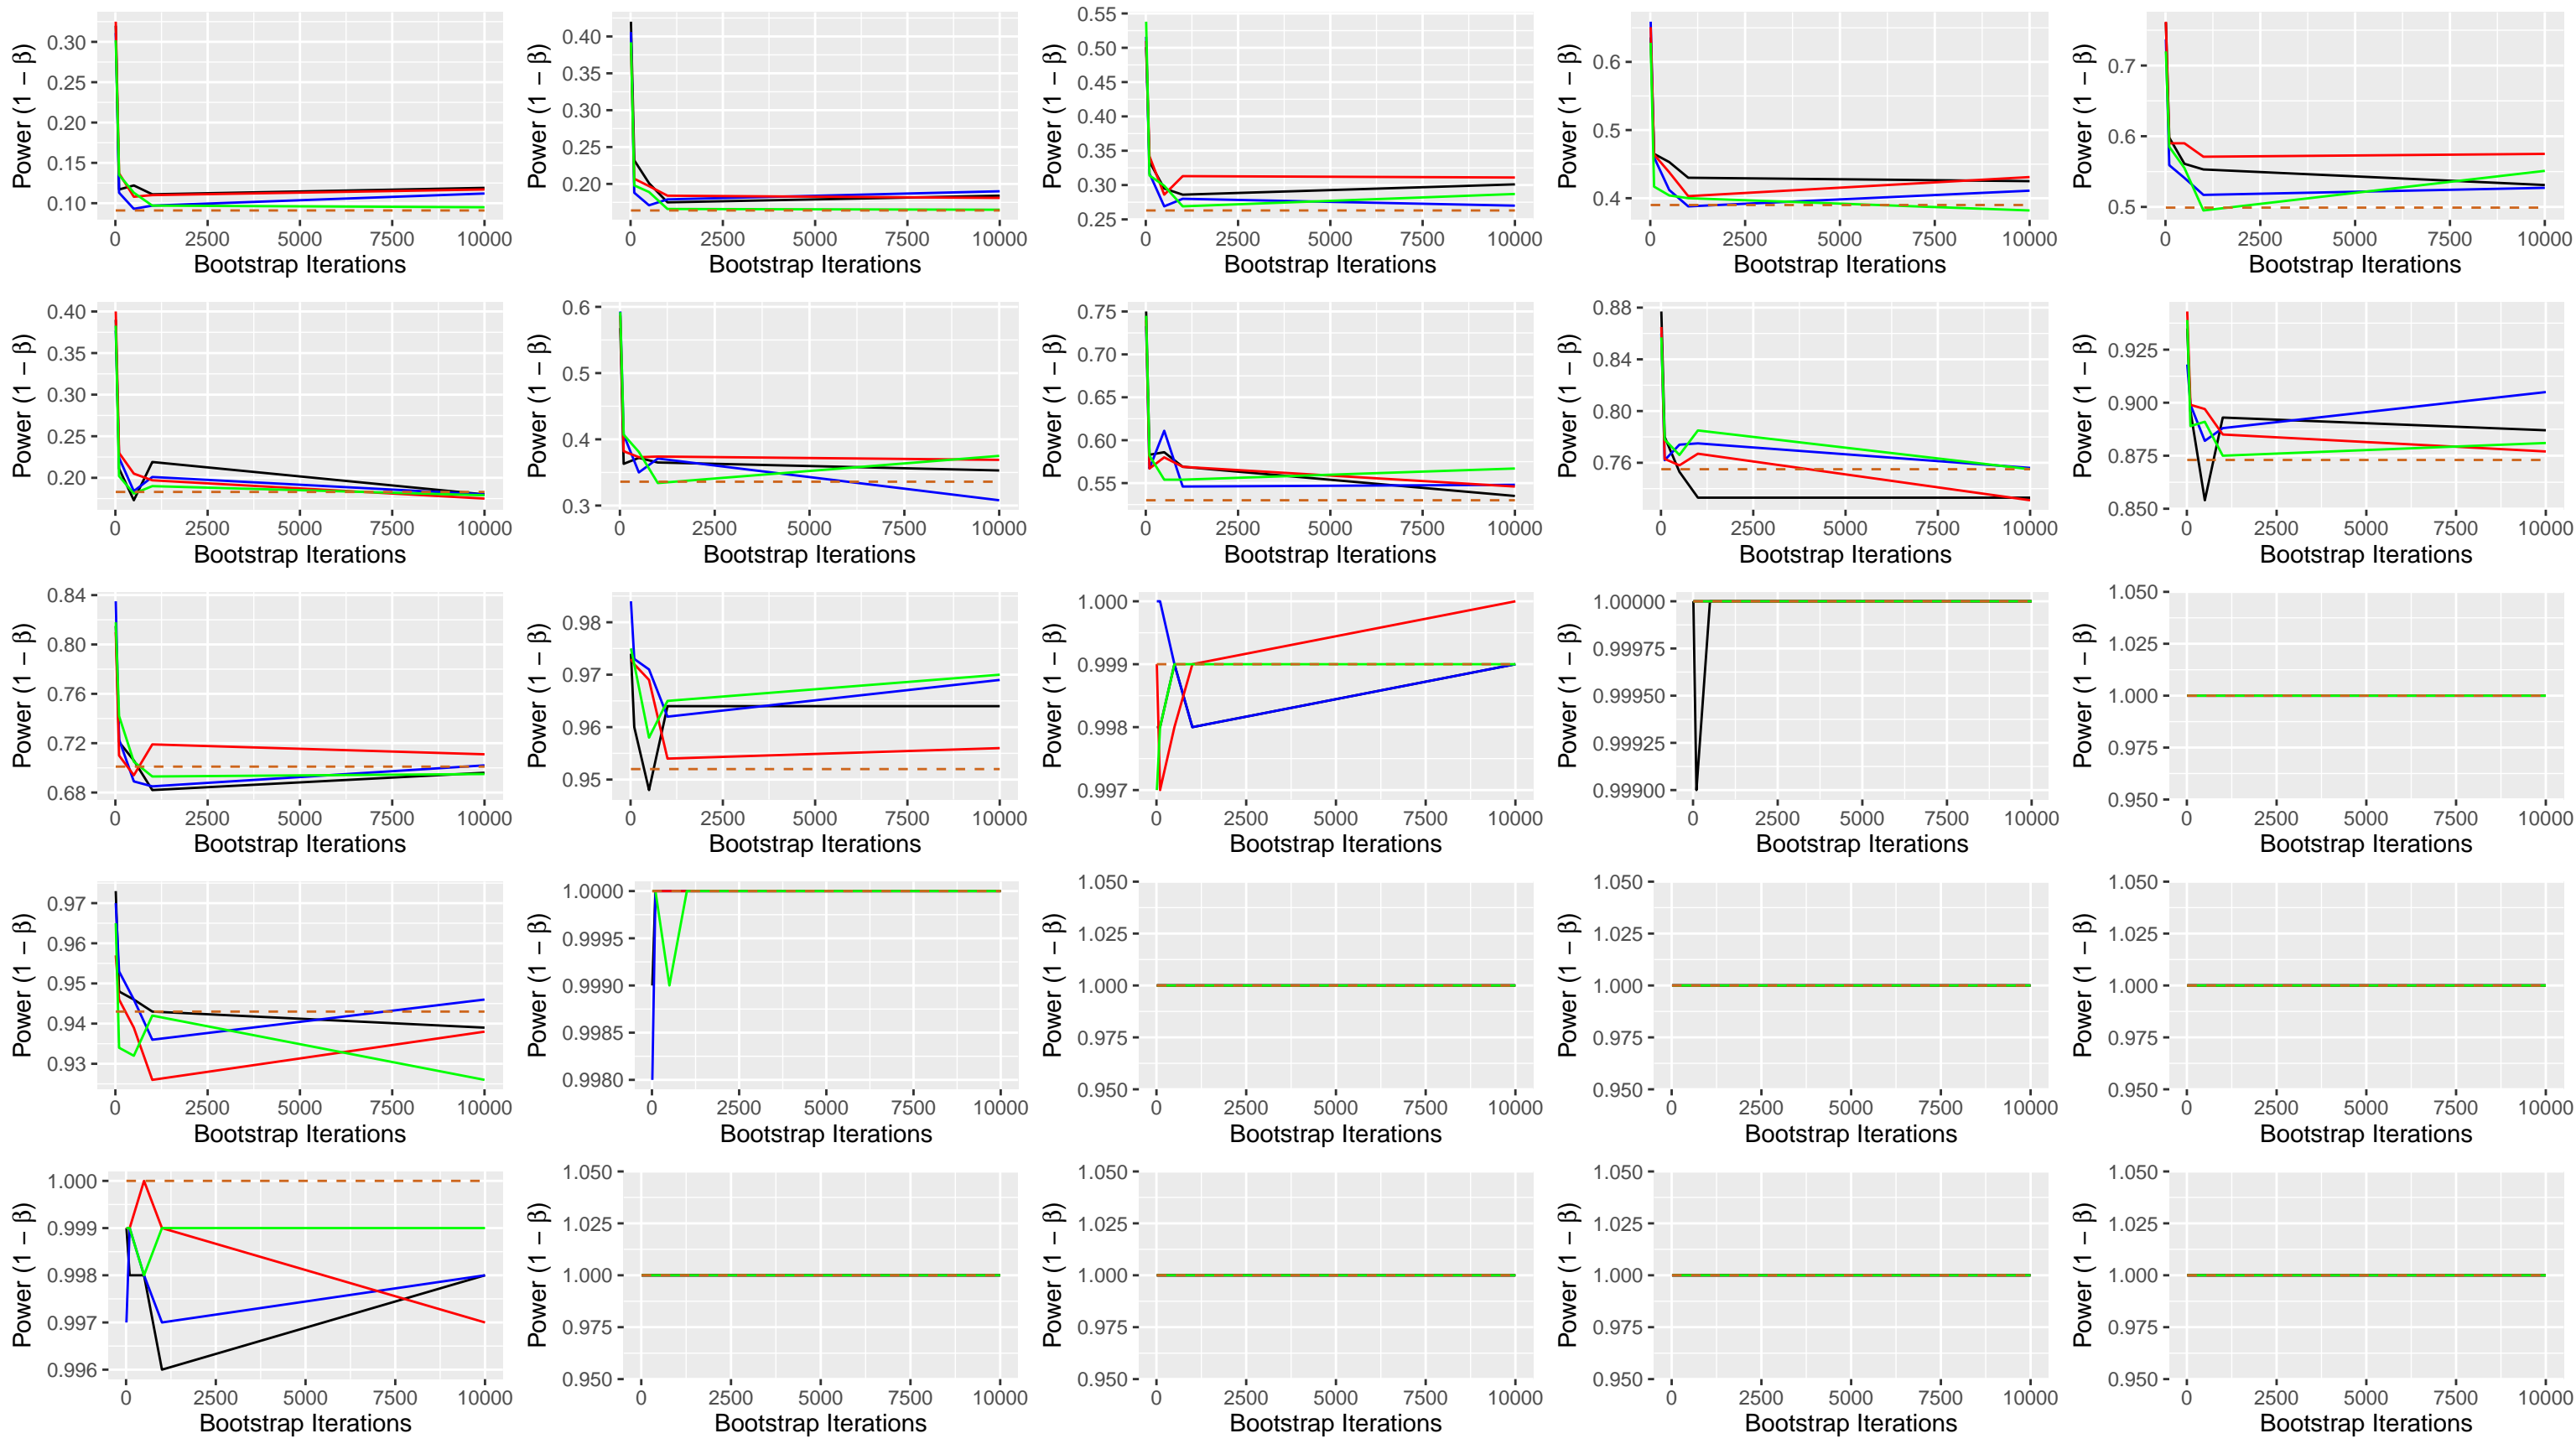 Power (1 − β)
0.30
0.25
0.20
0.15
0.10
0 2500 5000 7500 10000
Bootstrap Iterations
Power (1 − β)
0.40
0.35
0.30
0.25
0.20
0 2500 5000 7500 10000
Bootstrap Iterations
Power (1 − β)
0.55
0.50
0.45
0.40
0.35
0.30
0.25
0 2500 5000 7500 10000
Bootstrap Iterations
Power (1 − β)
0.6
0.5
0.4
0 2500 5000 7500 10000
Bootstrap Iterations
Power (1 − β)
0.7
0.6
0.5
0 2500 5000 7500 10000
Bootstrap Iterations
Power (1 − β)
0.40
0.35
0.30
0.25
0.20
0 2500 5000 7500 10000
Bootstrap Iterations
Power (1 − β)
0.6
0.5
0.4
0.3
0 2500 5000 7500 10000
Bootstrap Iterations
Power (1 − β)
0.75
0.70
0.65
0.60
0.55
0 2500 5000 7500 10000
Bootstrap Iterations
Power (1 − β)
0.88
0.84
0.80
0.76
0 2500 5000 7500 10000
Bootstrap Iterations
Power (1 − β)
0.925
0.900
0.875
0.850
0 2500 5000 7500 10000
Bootstrap Iterations
Power (1 − β)
0.84
0.80
0.76
0.72
0.68
0 2500 5000 7500 10000
Bootstrap Iterations
Power (1 − β)
0.98
0.97
0.96
0.95
0 2500 5000 7500 10000
Bootstrap Iterations
Power (1 − β)
1.000
0.999
0.998
0.997
0 2500 5000 7500 10000
Bootstrap Iterations
Power (1 − β)
1.00000
0.99975
0.99950
0.99925
0.99900
0 2500 5000 7500 10000
Bootstrap Iterations
Power (1 − β)
1.050
1.025
1.000
0.975
0.950
0 2500 5000 7500 10000
Bootstrap Iterations
Power (1 − β)
0.97
0.96
0.95
0.94
0.93
0 2500 5000 7500 10000
Bootstrap Iterations
Power (1 − β)
1.0000
0.9995
0.9990
0.9985
0.9980
0 2500 5000 7500 10000
Bootstrap Iterations
Power (1 − β)
1.050
1.025
1.000
0.975
0.950
0 2500 5000 7500 10000
Bootstrap Iterations
Power (1 − β)
1.050
1.025
1.000
0.975
0.950
0 2500 5000 7500 10000
Bootstrap Iterations
Power (1 − β)
1.050
1.025
1.000
0.975
0.950
0 2500 5000 7500 10000
Bootstrap Iterations
Power (1 − β)
1.000
0.999
0.998
0.997
0.996
0 2500 5000 7500 10000
Bootstrap Iterations
Power (1 − β)
1.050
1.025
1.000
0.975
0.950
0 2500 5000 7500 10000
Bootstrap Iterations
Power (1 − β)
1.050
1.025
1.000
0.975
0.950
0 2500 5000 7500 10000
Bootstrap Iterations
Power (1 − β)
1.050
1.025
1.000
0.975
0.950
0 2500 5000 7500 10000
Bootstrap Iterations
Power (1 − β)
1.050
1.025
1.000
0.975
0.950
0 2500 5000 7500 10000
Bootstrap Iterations